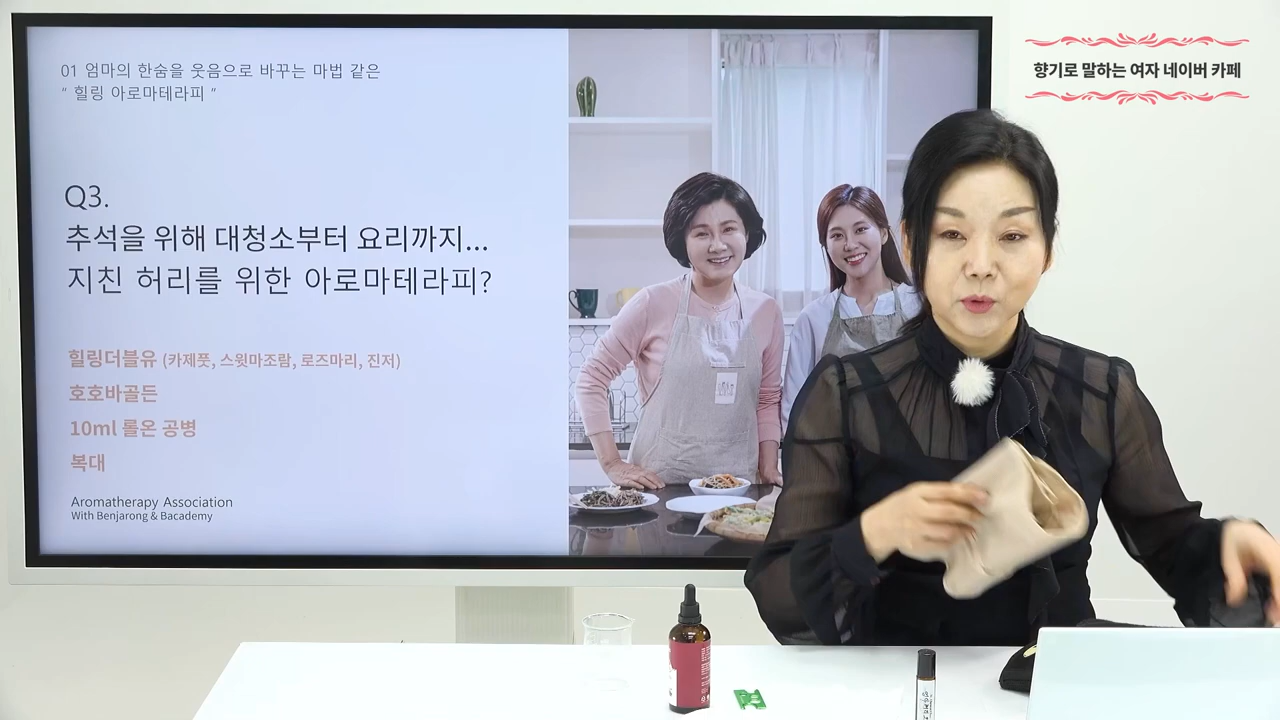 01 엄마의 한숨을 웃음으로 바꾸는 마법 같은
“ 힐링 아로마테라피 ”
향기로 말하는 여자 네이버 카페
Q3.
추석을 위해 대청소부터 요리까지...
지친 허리를 위한 아로마테라피?
힐링더블유 (카제풋, 스윗마조람, 로즈마리, 진저)
호호바골든
10ml 롤온 공병
복대
Aromatherapy Association
With Benjarong & Bacademy